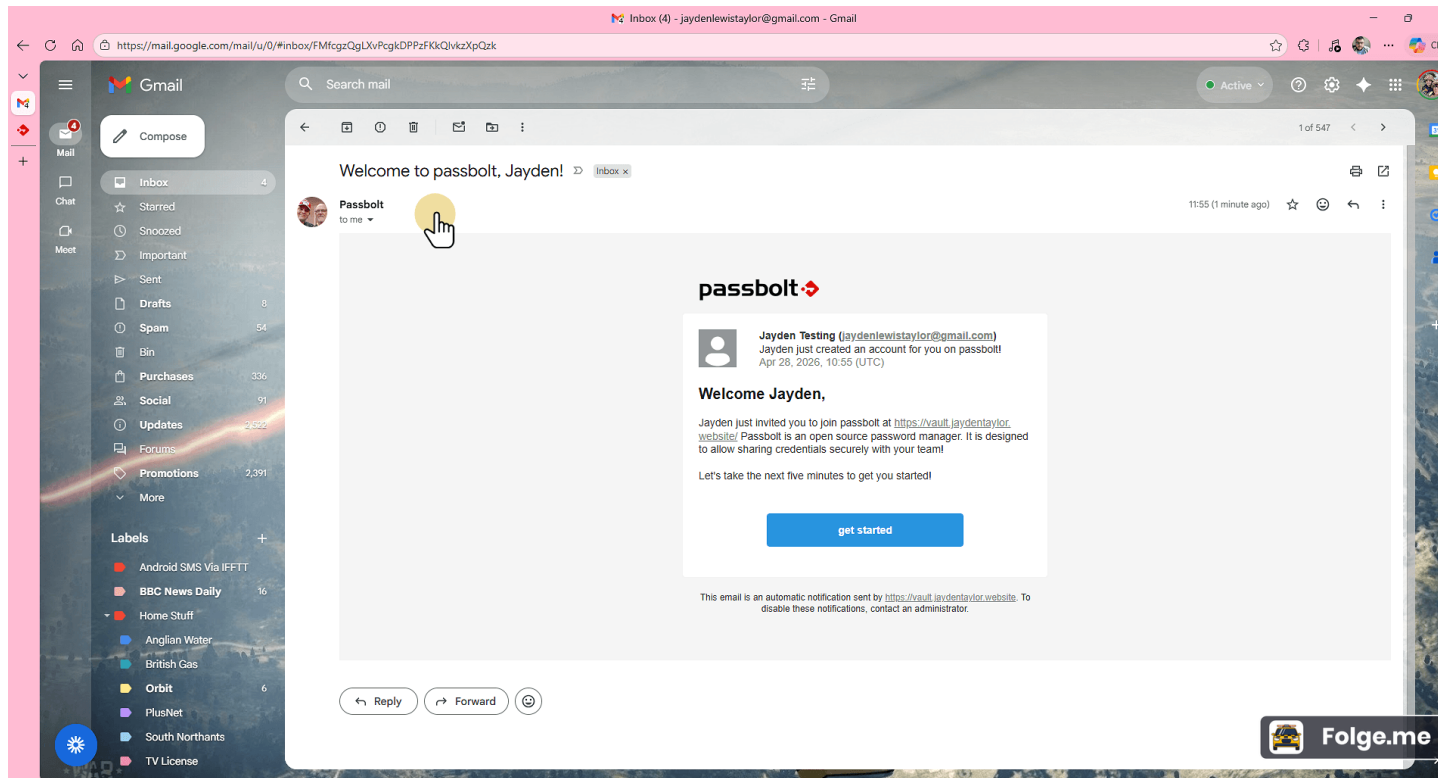 Inbox (4) - jaydenlewistaylor@gmail.com - Gmail
https://mail.google.com/mail/u/0/#inbox/FMfcgzQgLXvPcgkDPPzFKkQlvkzXpQzk
Gmail
Search mail
Active
4
Mail
Chat
Meet
Compose
Inbox 4
Starred
Snoozed
Important
Sent
Drafts 8
Spam 54
Bin
Purchases 336
Social 91
Updates 2,522
Forums
Promotions 2,391
More
Labels
Android SMS Via IFFTT
BBC News Daily 16
Home Stuff
Anglian Water
British Gas
Orbit 6
PlusNet
South Northants
TV License
1 of 547
Welcome to passbolt, Jayden!
Inbox x
Passbolt
to me
11:55 (1 minute ago)
passbolt
Jayden Testing (jaydenlewistaylor@gmail.com)
Jayden just created an account for you on passbolt!
Apr 28, 2026, 10:55 (UTC)
Welcome Jayden,
Jayden just invited you to join passbolt at https://vault.jaydentaylor.
website/ Passbolt is an open source password manager. It is designed
to allow sharing credentials securely with your team!
Let's take the next five minutes to get you started!
get started
This email is an automatic notification sent by https://vault.jaydentaylor.website. To
disable these notifications, contact an administrator.
Reply
Forward
Folge.me